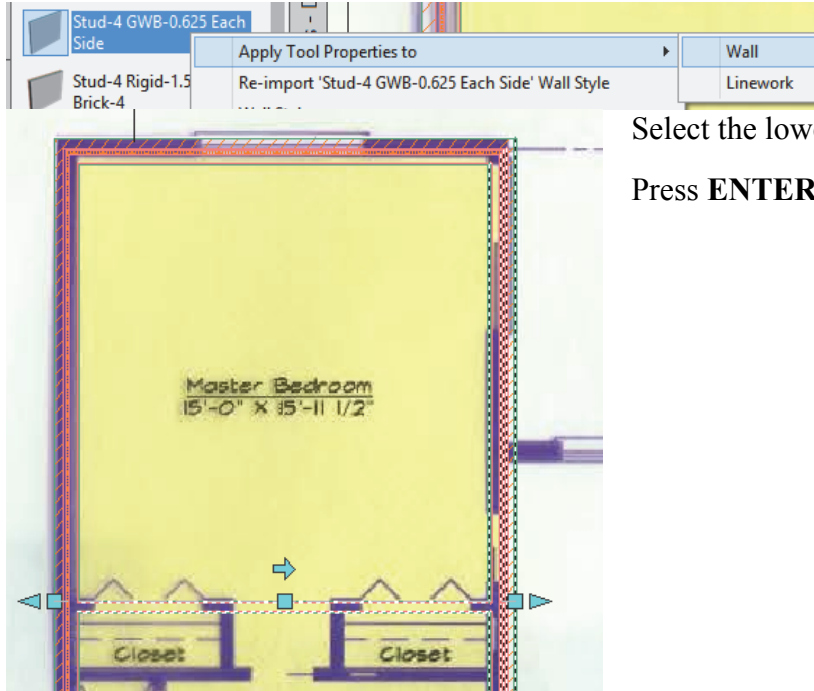 Stud-4 GWB-0.625 Each
Side
Apply Tool Properties to
Wall
Stud-4 Rigid-1.5
Brick-4
Re-import 'Stud-4 GWB-0.625 Each Side' Wall Style
Linework
Select the low
Press ENTER
Master Bedroom
15'-0" X 15'-11 1/2"
Closet
Closet